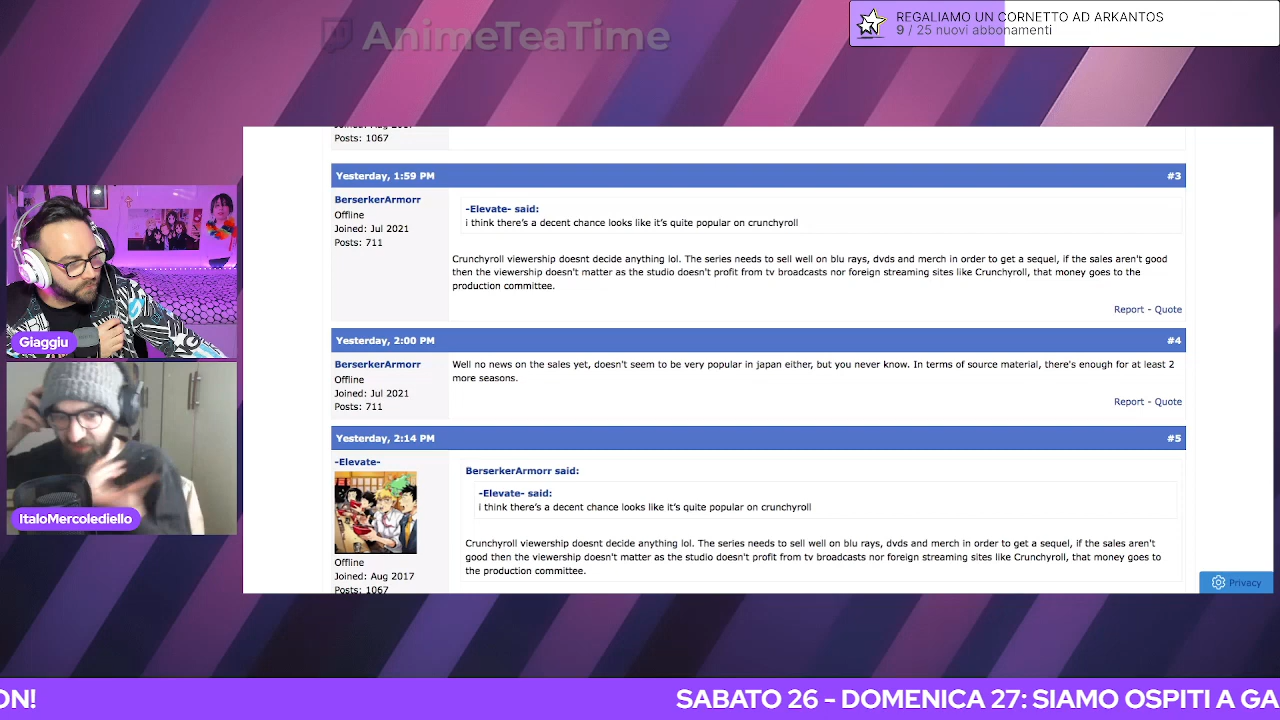 AnimeTeaTime
REGALIAMO UN CORNETTO AD ARKANTOS
9 / 25 nuovi abbonamenti
Posts: 1067
Yesterday, 1:59 PM
#3
BerserkerArmorr
Offline
Joined: Jul 2021
Posts: 711
-Elevate- said:
i think there's a decent chance looks like it's quite popular on crunchyroll
Crunchyroll viewership doesnt decide anything lol. The series needs to sell well on blu rays, dvds and merch in order to get a sequel, if the sales aren't good
then the viewership doesn't matter as the studio doesn't profit from tv broadcasts nor foreign streaming sites like Crunchyroll, that money goes to the
production committee.
Report - Quote
Yesterday, 2:00 PM
#4
BerserkerArmorr
Offline
Joined: Jul 2021
Posts: 711
Well no news on the sales yet, doesn't seem to be very popular in japan either, but you never know. In terms of source material, there's enough for at least 2
more seasons.
Report - Quote
Yesterday, 2:14 PM
#5
-Elevate-
Offline
Joined: Aug 2017
Posts: 1067
BerserkerArmorr said:
-Elevate- said:
i think there's a decent chance looks like it's quite popular on crunchyroll
Crunchyroll viewership doesnt decide anything lol. The series needs to sell well on blu rays, dvds and merch in order to get a sequel, if the sales aren't
good then the viewership doesn't matter as the studio doesn't profit from tv broadcasts nor foreign streaming sites like Crunchyroll, that money goes to
the production committee.
Privacy
Giaggiu
ItaloMercolediello
ON!
SABATO 26 - DOMENICA 27: SIAMO OSPITI A GA